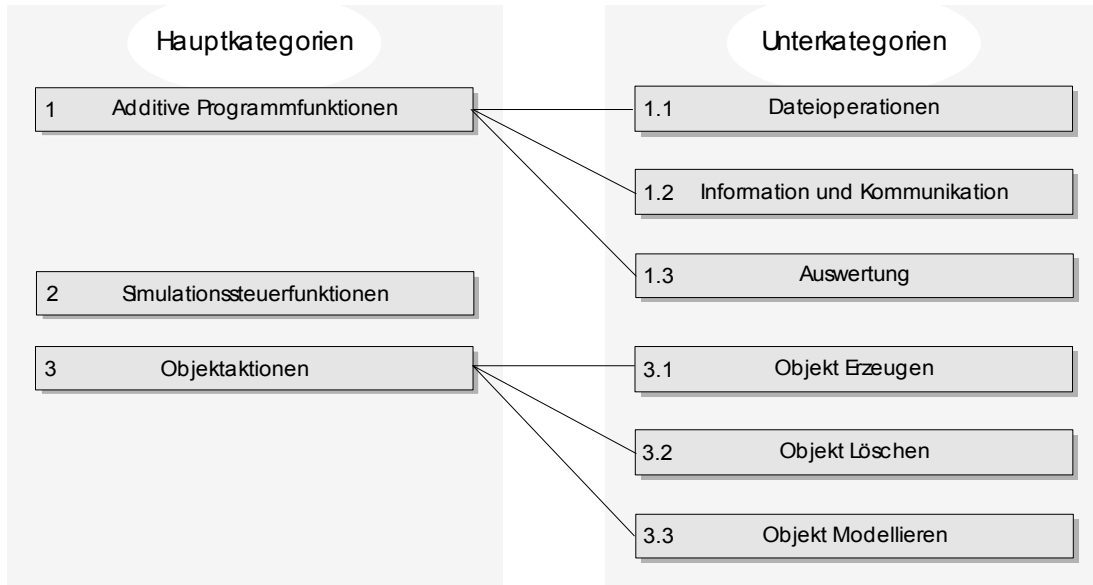 Hauptkategorien
Unterkategorien
1 Additive Programmfunktionen
1.1 Dateioperationen
1.2 Information und Kommunikation
1.3 Auswertung
2 Simulationssteuerfunktionen
3 Objektaktionen
3.1 Objekt Erzeugen
3.2 Objekt Löschen
3.3 Objekt Modellieren